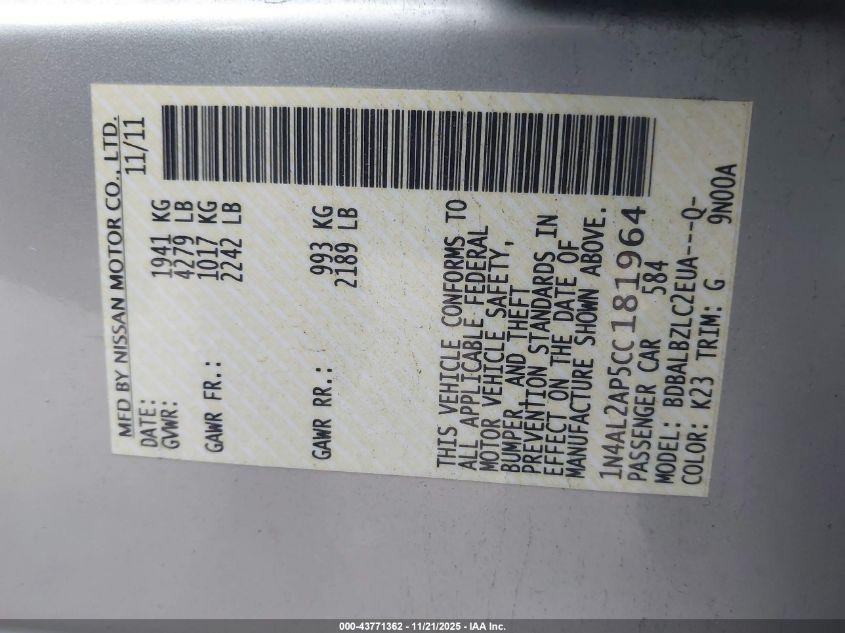 MFD BY NISSAN MOTOR CO., LTD.
DATE: 11/11
GVWR: 1941 KG
4279 LB
GAWR FR.: 1017 KG
2242 LB
GAWR RR.: 993 KG
2189 LB
THIS VEHICLE CONFORMS TO
ALL APPLICABLE FEDERAL
MOTOR VEHICLE SAFETY,
BUMPER, AND THEFT
PREVENTION STANDARDS IN
EFFECT ON THE DATE OF
MANUFACTURE SHOWN ABOVE.
1N4AL2AP5CC181964
PASSENGER CAR 584
MODEL: BDBALBZLC2EUA---Q-
COLOR: K23 TRIM: G 9N00A
000-43771362 - 11/21/2025 - IAA Inc.